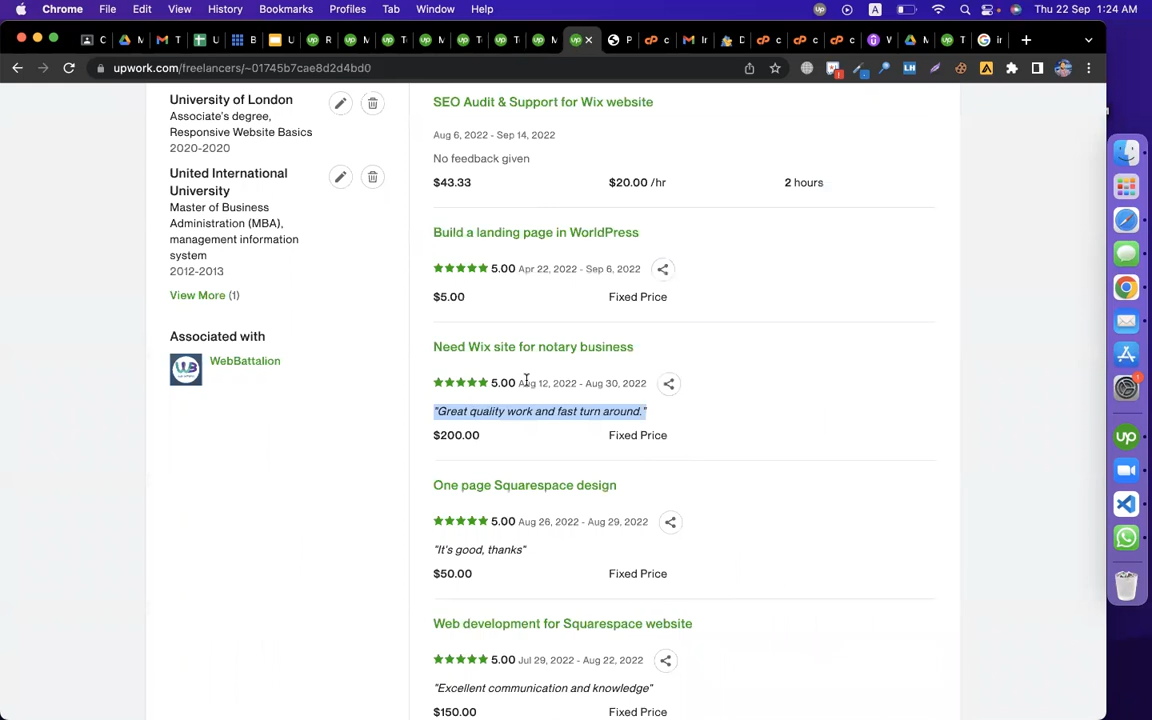 Chrome File Edit View History Bookmarks Profiles Tab Window Help
A
Thu 22 Sep 1:24 AM
upwork.com/freelancers/~01745b7cae8d2d4bd0
University of London
Associate's degree,
Responsive Website Basics
2020-2020
United International
University
Master of Business
Administration (MBA),
management information
system
2012-2013
View More (1)
Associated with
WebBattalion
SEO Audit & Support for Wix website
Aug 6, 2022 - Sep 14, 2022
No feedback given
$43.33 $20.00 /hr 2 hours
Build a landing page in WorldPress
5.00 Apr 22, 2022 - Sep 6, 2022
$5.00 Fixed Price
Need Wix site for notary business
5.00 Aug 12, 2022 - Aug 30, 2022
"Great quality work and fast turn around."
$200.00 Fixed Price
One page Squarespace design
5.00 Aug 26, 2022 - Aug 29, 2022
"It's good, thanks"
$50.00 Fixed Price
Web development for Squarespace website
5.00 Jul 29, 2022 - Aug 22, 2022
"Excellent communication and knowledge"
$150.00 Fixed Price